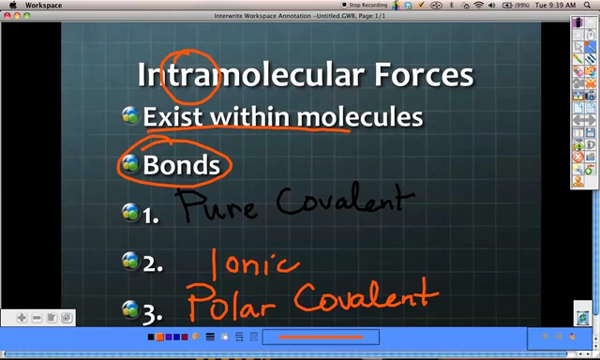 Workspace
Stop Recording
(99%)
Tue 9:39 AM
Interwrite Workspace Annotation -Untitled.GWB, Page:1/1
Intramolecular Forces
Exist within molecules
Bonds
1. Pure Covalent
2. Ionic
3. Polar Covalent